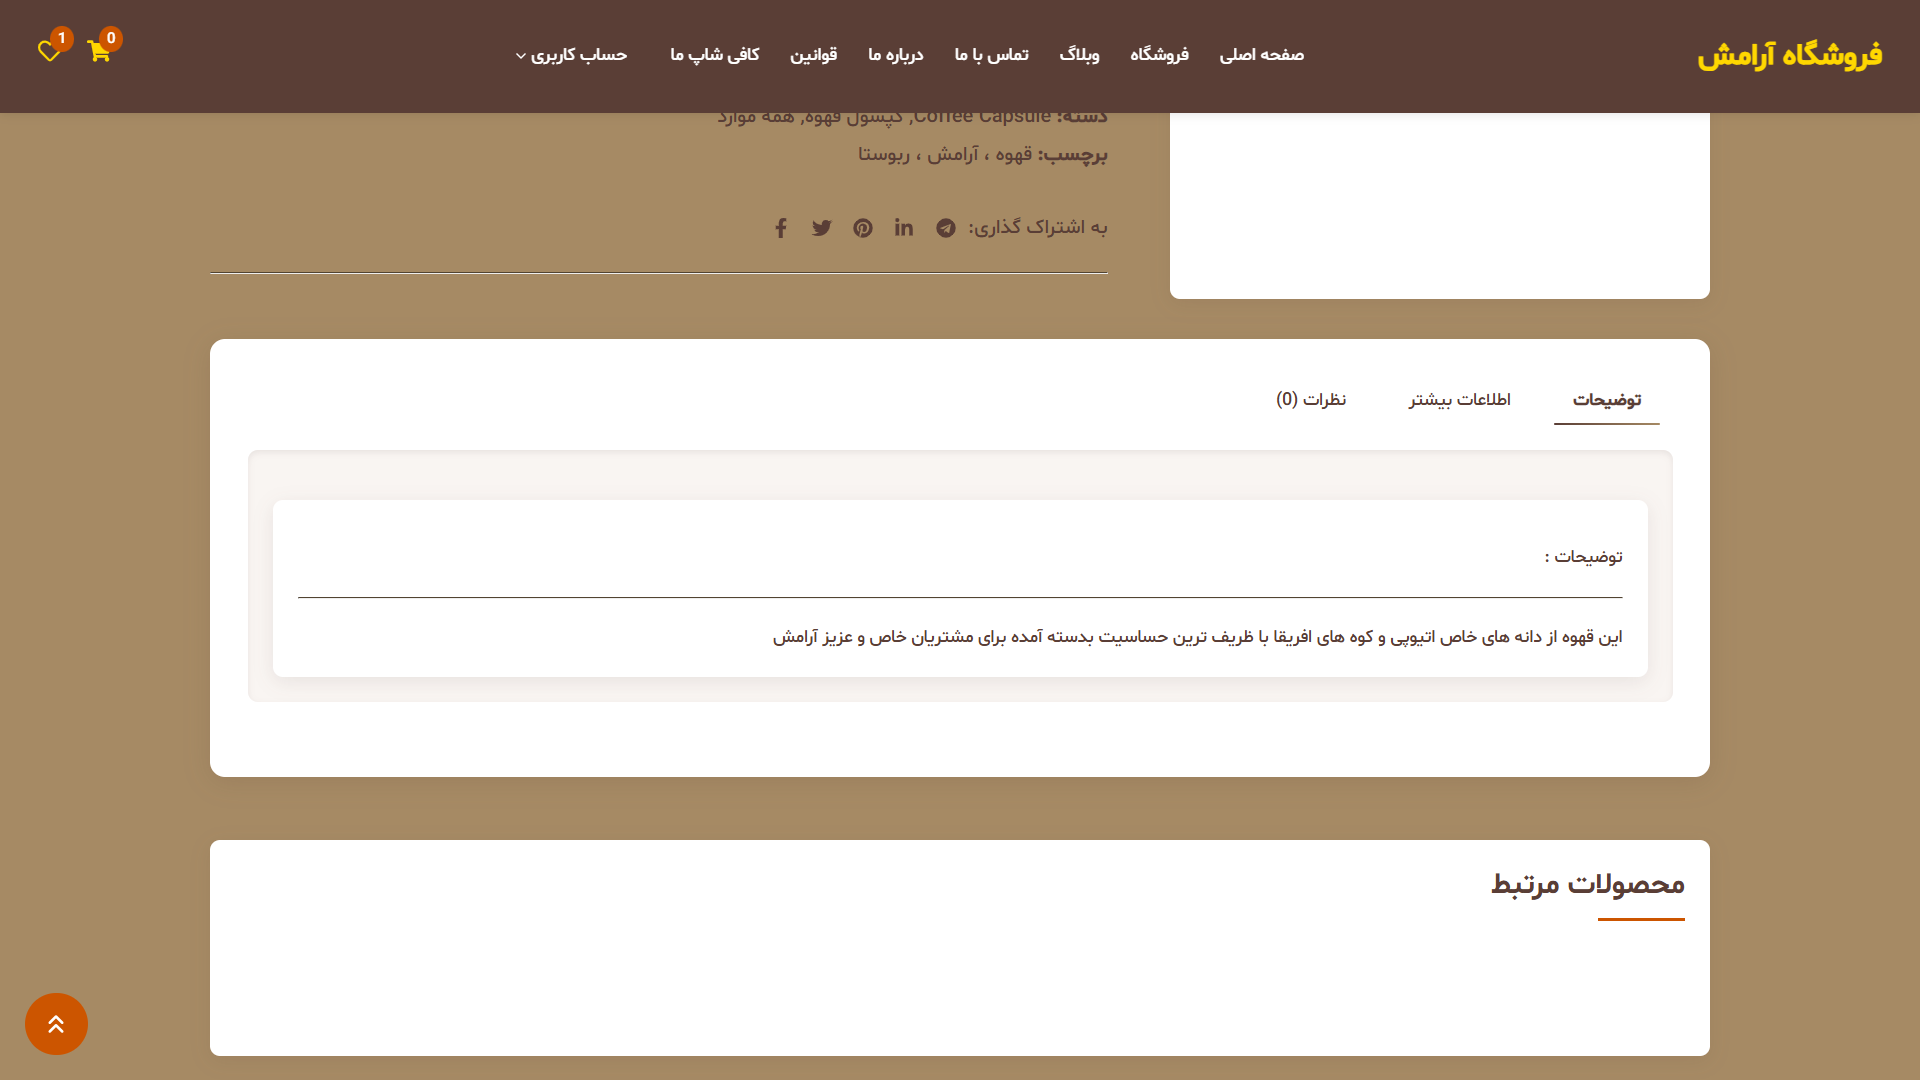 فروشگاه آرامش
صفحه اصلی
فروشگاه
وبلاگ
تماس با ما
درباره ما
قوانین
کافی شاپ ما
حساب کاربری
0
1
دسته: Coffee Capsule, کپسول قهوه, همه موارد
برچسب: قهوه ، آرامش ، ربوستا
به اشتراک گذاری:
توضیحات
اطلاعات بیشتر
نظرات (0)
توضیحات :
این قهوه از دانه های خاص اتیوپی و کوه های افریقا با ظریف ترین حساسیت بدسته آمده برای مشتریان خاص و عزیز آرامش
محصولات مرتبط